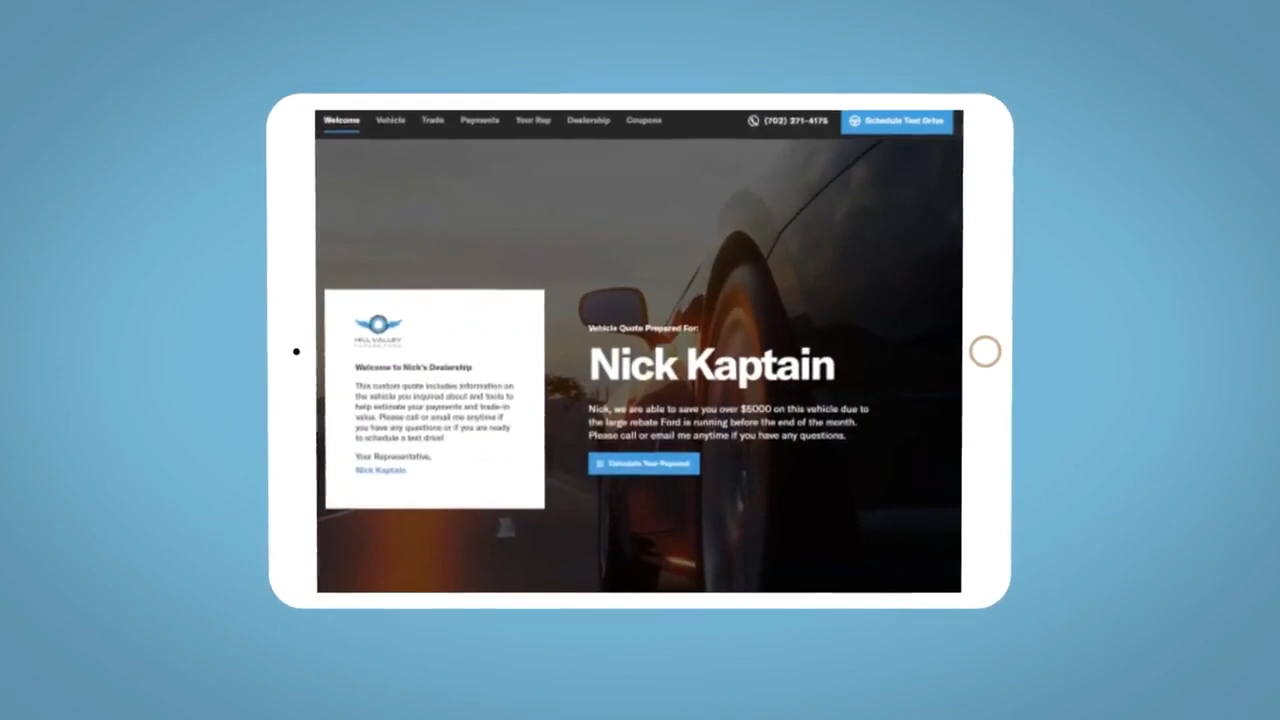 Welcome Vehicle Trade Payments Your Rep Dealership Coupons (702) 271-4175 Schedule Test Drive
HILL VALLEY
Welcome to Nick's Dealership
This custom quote includes information on
the vehicle you inquired about and tools to
help estimate your payments and trade-in
value. Please call or email me anytime if
you have any questions or if you are ready
to schedule a test drive!
Your Representative,
Nick Kaptain
Vehicle Quote Prepared For:
Nick Kaptain
Nick, we are able to save you over $5000 on this vehicle due to
the large rebate Ford is running before the end of the month.
Please call or email me anytime if you have any questions.
Calculate Your Payment